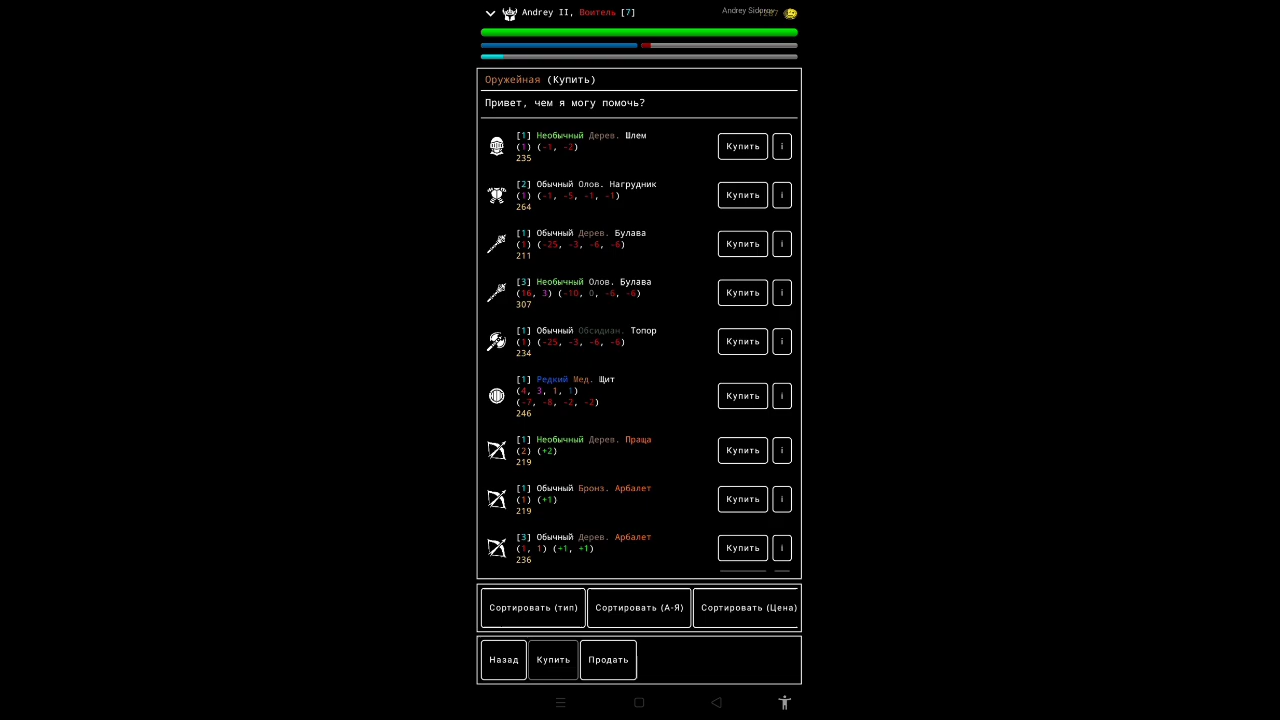 Andrey II, Воитель [7]
Andrey Sidorov
Оружейная (Купить)
Привет, чем я могу помочь?
[1] Необычный Дерев. Шлем
(1) (-1, -2)
235
Купить i
[2] Обычный Олов. Нагрудник
(1) (-1, -5, -1, -1)
264
Купить i
[1] Обычный Дерев. Булава
(1) (-25, -3, -6, -6)
211
Купить i
[3] Необычный Олов. Булава
(16, 3) (-10, 0, -6, -6)
307
Купить i
[1] Обычный Обсидиан. Топор
(1) (-25, -3, -6, -6)
234
Купить i
[1] Редкий Мед. Щит
(4, 3, 1, 1)
(-7, -8, -2, -2)
246
Купить i
[1] Необычный Дерев. Праща
(2) (+2)
219
Купить i
[1] Обычный Бронз. Арбалет
(1) (+1)
219
Купить i
[3] Обычный Дерев. Арбалет
(1, 1) (+1, +1)
236
Купить i
Сортировать (тип) Сортировать (А-Я) Сортировать (Цена)
Назад Купить Продать